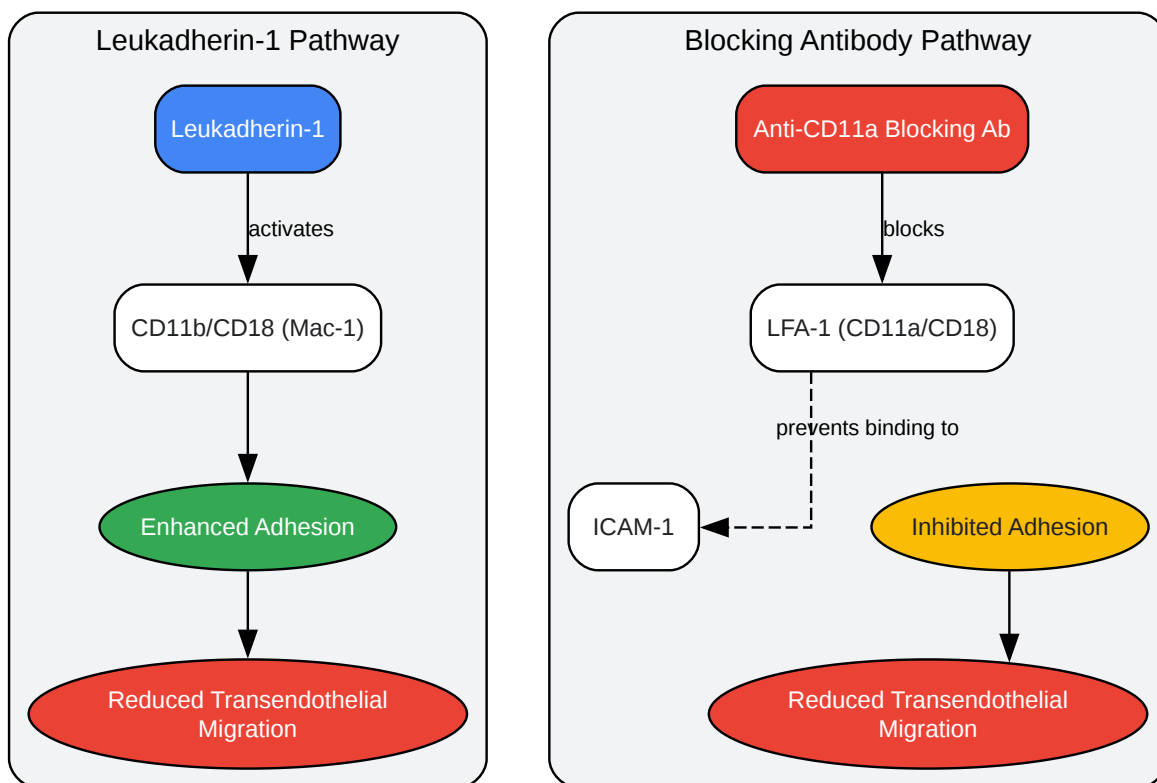 Leukadherin-1 Pathway
Leukadherin-1
activates
CD11b/CD18 (Mac-1)
Enhanced Adhesion
Reduced Transendothelial
Migration
Blocking Antibody Pathway
Anti-CD11a Blocking Ab
blocks
LFA-1 (CD11a/CD18)
prevents binding to
ICAM-1
Inhibited Adhesion
Reduced Transendothelial
Migration